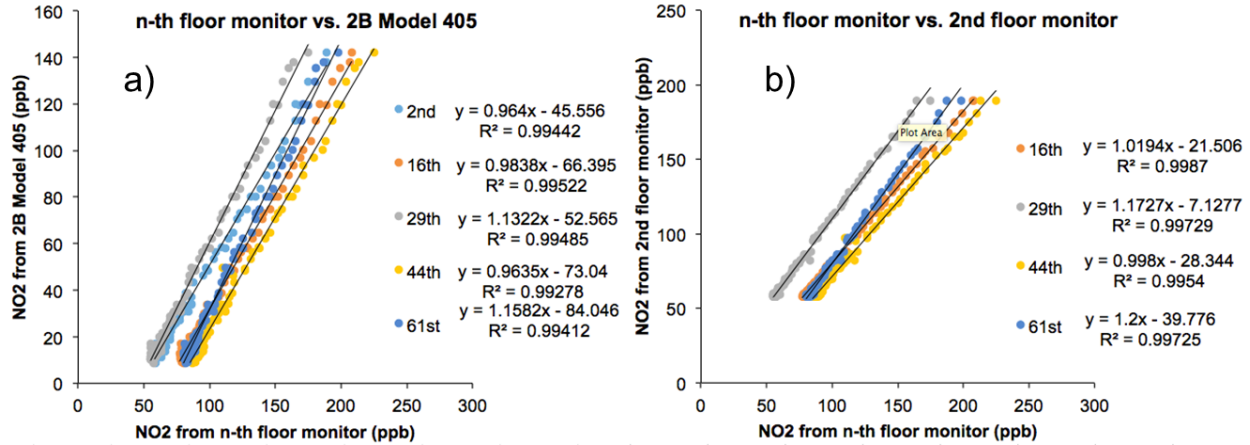 n-th floor monitor vs. 2B Model 405
a)
NO2 from 2B Model 405 (ppb)
160
140
120
100
80
60
40
20
0
0 50 100 150 200 250 300
NO2 from n-th floor monitor (ppb)
2nd y = 0.964x - 45.556
R² = 0.99442
16th y = 0.9838x - 66.395
R² = 0.99522
29th y = 1.1322x - 52.565
R² = 0.99485
44th y = 0.9635x - 73.04
R² = 0.99278
61st y = 1.1582x - 84.046
R² = 0.99412
n-th floor monitor vs. 2nd floor monitor
b)
NO2 from 2nd floor monitor (ppb)
250
200
150
100
50
0
0 50 100 150 200 250 300
NO2 from n-th floor monitor (ppb)
Plot Area
16th y = 1.0194x - 21.506
R² = 0.9987
29th y = 1.1727x - 7.1277
R² = 0.99729
44th y = 0.998x - 28.344
R² = 0.9954
61st y = 1.2x - 39.776
R² = 0.99725